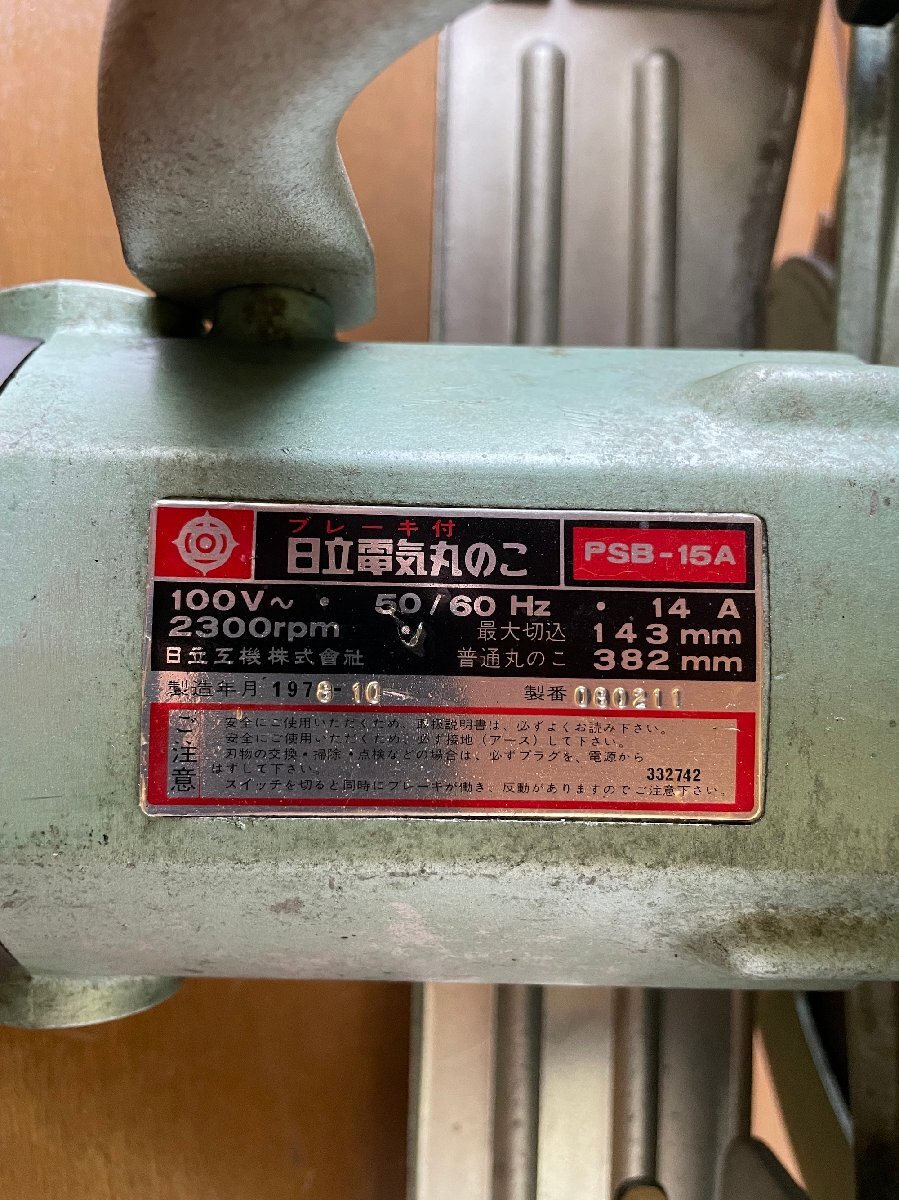 ブレーキ付
日立電気丸のこ
PSB-15A
100V～・50/60 Hz・14 A
2300rpm 最大切込 143mm
日立工機株式會社 普通丸のこ 382mm
製造年月 1978-10 製番 080211
ご注意
安全にご使用いただくため、取扱説明書は、必ずよくお読み下さい。
安全にご使用いただくため、必ず接地(アース)して下さい。
刃物の交換・掃除・点検などの場合は、必ずプラグを、電源から
はずして下さい。
332742
スイッチを切ると同時にブレーキが働き、反動がありますのでご注意下さい。